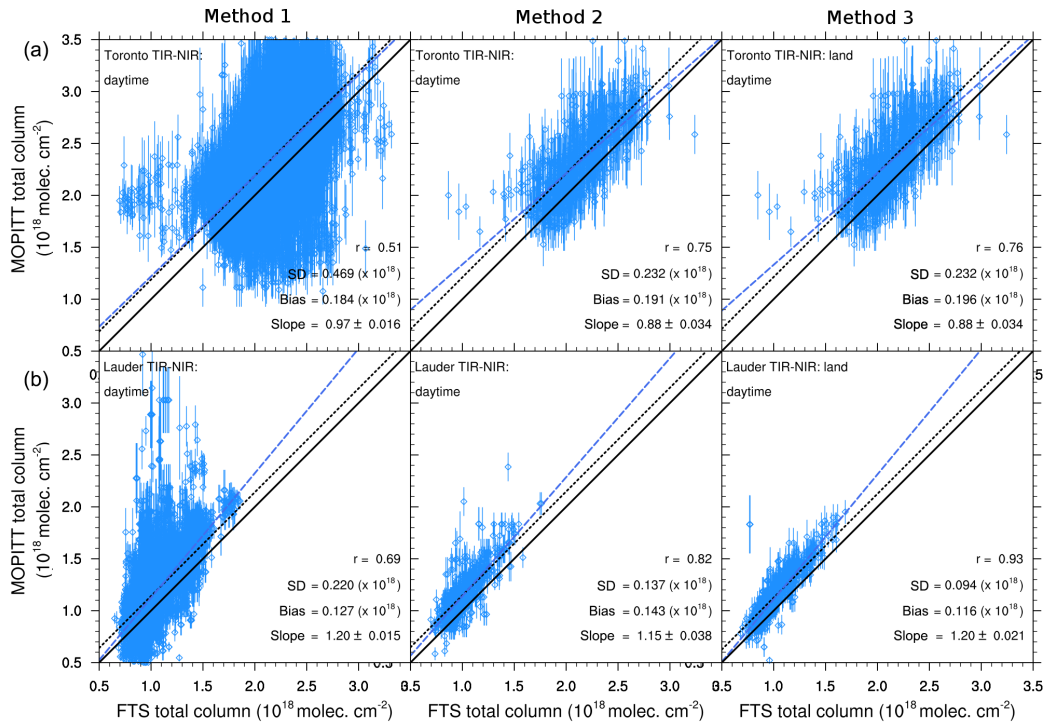 Method 1 Method 2 Method 3
(a)
MOPITT total column
(10¹⁸ molec. cm⁻²)
3.5
3.0
2.5
2.0
1.5
1.0
0.5
Toronto TIR-NIR:
daytime
r = 0.51
SD = 0.469 (x 10¹⁸)
Bias = 0.184 (x 10¹⁸)
Slope = 0.97 ± 0.016
Toronto TIR-NIR:
daytime
r = 0.75
SD = 0.232 (x 10¹⁸)
Bias = 0.191 (x 10¹⁸)
Slope = 0.88 ± 0.034
Toronto TIR-NIR: land
daytime
r = 0.76
SD = 0.232 (x 10¹⁸)
Bias = 0.196 (x 10¹⁸)
Slope = 0.88 ± 0.034
(b)
MOPITT total column
(10¹⁸ molec. cm⁻²)
3.0
2.5
2.0
1.5
1.0
0.5
Lauder TIR-NIR:
daytime
r = 0.69
SD = 0.220 (x 10¹⁸)
Bias = 0.127 (x 10¹⁸)
Slope = 1.20 ± 0.015
Lauder TIR-NIR:
daytime
r = 0.82
SD = 0.137 (x 10¹⁸)
Bias = 0.143 (x 10¹⁸)
Slope = 1.15 ± 0.038
Lauder TIR-NIR: land
daytime
r = 0.93
SD = 0.094 (x 10¹⁸)
Bias = 0.116 (x 10¹⁸)
Slope = 1.20 ± 0.021
0.5 1.0 1.5 2.0 2.5 3.0 1.0 1.5 2.0 2.5 3.0 1.0 1.5 2.0 2.5 3.0 3.5
FTS total column (10¹⁸ molec. cm⁻²) FTS total column (10¹⁸ molec. cm⁻²) FTS total column (10¹⁸ molec. cm⁻²)